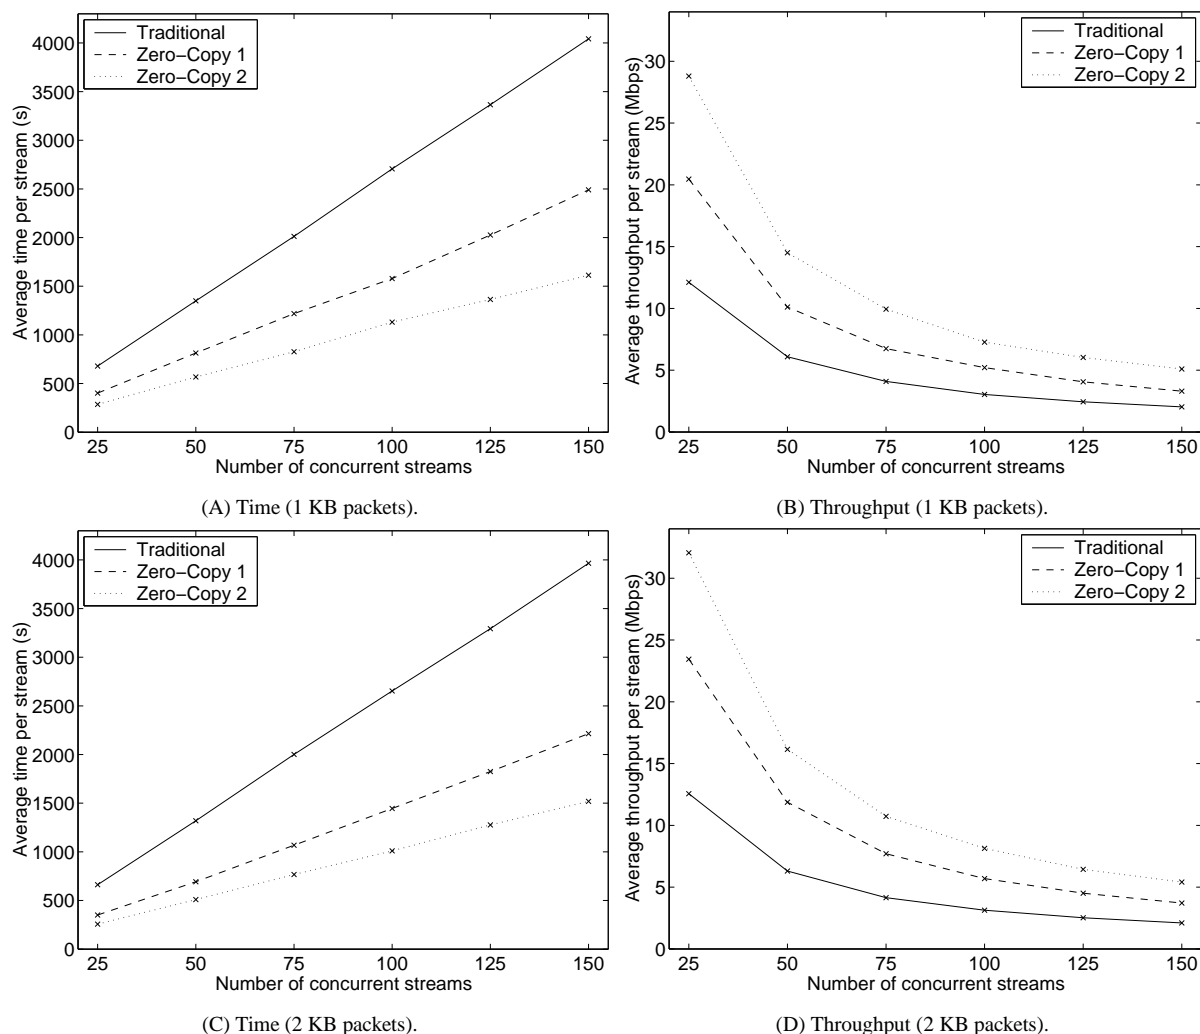 Traditional
Zero-Copy 1
Zero-Copy 2
Average time per stream (s)
4000
3500
3000
2500
2000
1500
1000
500
0
25 50 75 100 125 150
Number of concurrent streams
(A) Time (1 KB packets).
Traditional
Zero-Copy 1
Zero-Copy 2
Average throughput per stream (Mbps)
30
25
20
15
10
5
0
25 50 75 100 125 150
Number of concurrent streams
(B) Throughput (1 KB packets).
Traditional
Zero-Copy 1
Zero-Copy 2
Average time per stream (s)
4000
3500
3000
2500
2000
1500
1000
500
0
25 50 75 100 125 150
Number of concurrent streams
(C) Time (2 KB packets).
Traditional
Zero-Copy 1
Zero-Copy 2
Average throughput per stream (Mbps)
30
25
20
15
10
5
0
25 50 75 100 125 150
Number of concurrent streams
(D) Throughput (2 KB packets).